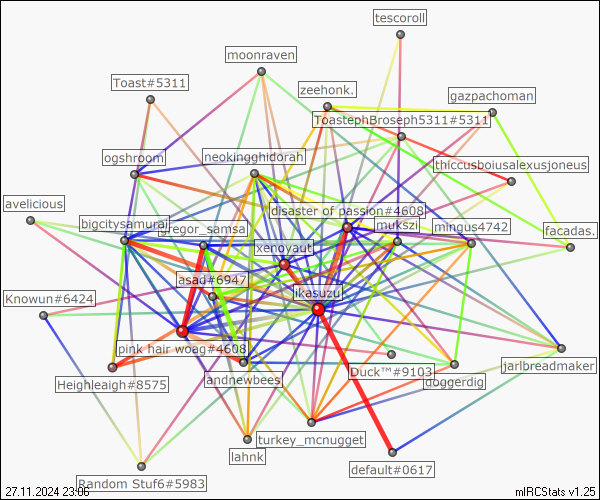 tescoroll
moonraven
Toast#5311
zeehonk.
gazpachoman
ToastephBroseph5311#5311
ogshroom
neokingghidorah
thiccusboiusalexusjoneus
avelicious
disaster of passion#4608
bigcitysamurai
gregor_samsa
mukszii
mingus4742
facadas.
xenoyaut
asad#6947
ikasuzu
Knowun#6424
pink hair woag#4608
jarlbreadmaker
Duck™#9103
Heighleaigh#8575
andnewbees
doggerdig
turkey_mcnugget
lahnk
default#0617
Random Stuf6#5983
27.11.2024 23:06
mIRCStats v1.25